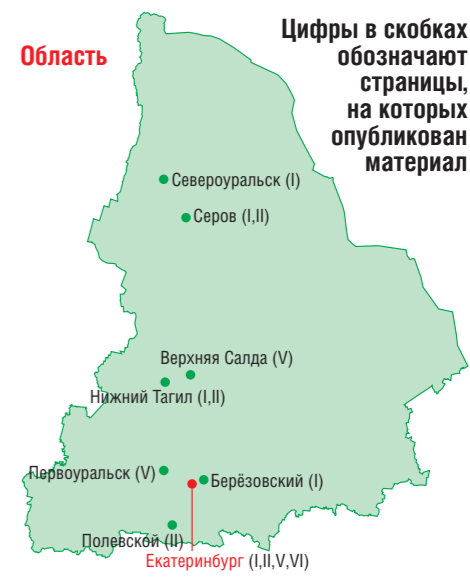 Область
Цифры в скобках
обозначают
страницы,
на которых
опубликован
материал
Североуральск (I)
Серов (I,II)
Верхняя Салда (V)
Нижний Тагил (I,II)
Первоуральск (V)
Берёзовский (I)
Полевской (II)
Екатеринбург (I,II,V,VI)